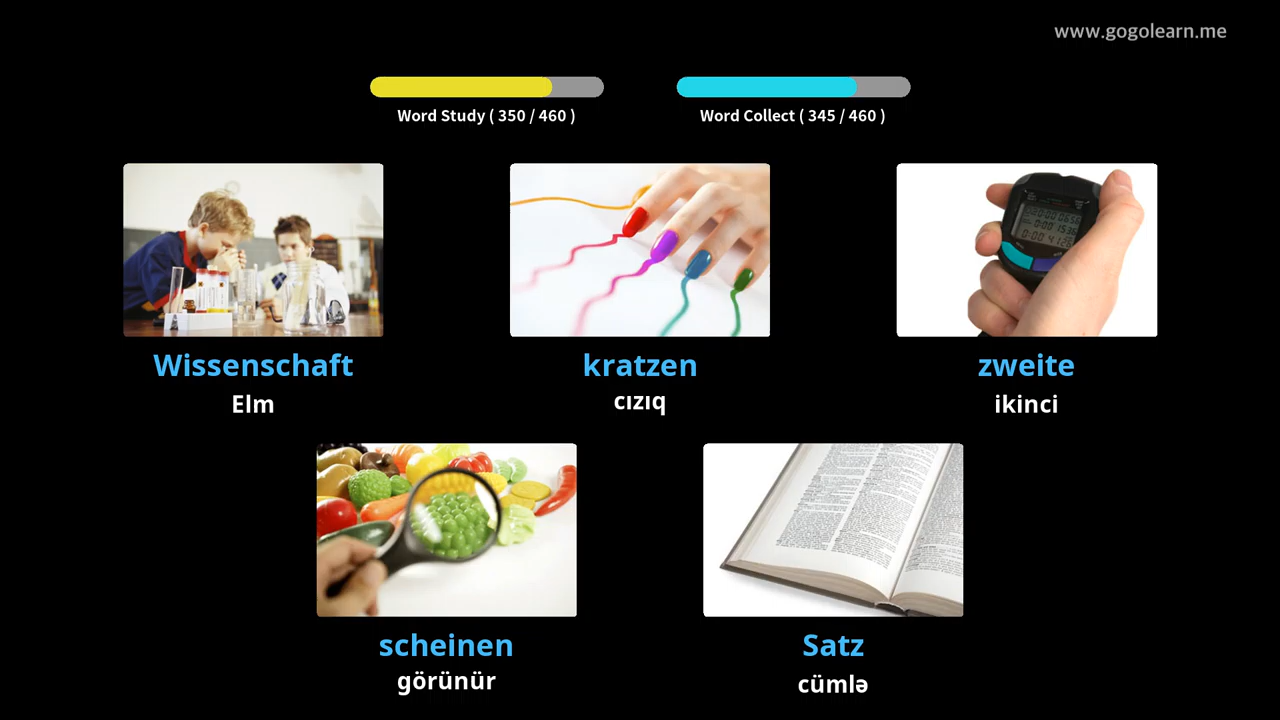 www.gogolearn.me
Word Study ( 350 / 460 )
Word Collect ( 345 / 460 )
Wissenschaft
Elm
kratzen
cızıq
zweite
ikinci
scheinen
görünür
Satz
cümlə